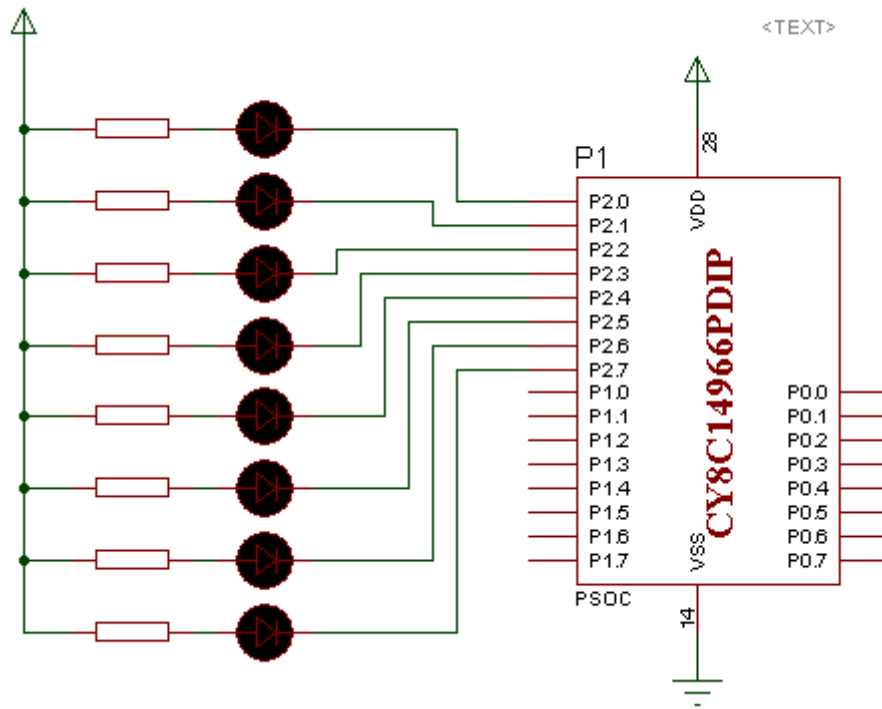 <TEXT>
P1
28
VDD
P2.0
P2.1
P2.2
P2.3
P2.4
P2.5
P2.6
P2.7
P1.0
P1.1
P1.2
P1.3
P1.4
P1.5
P1.6
P1.7
CY8C14966PDIP
P0.0
P0.1
P0.2
P0.3
P0.4
P0.5
P0.6
P0.7
VSS
PSOC
14